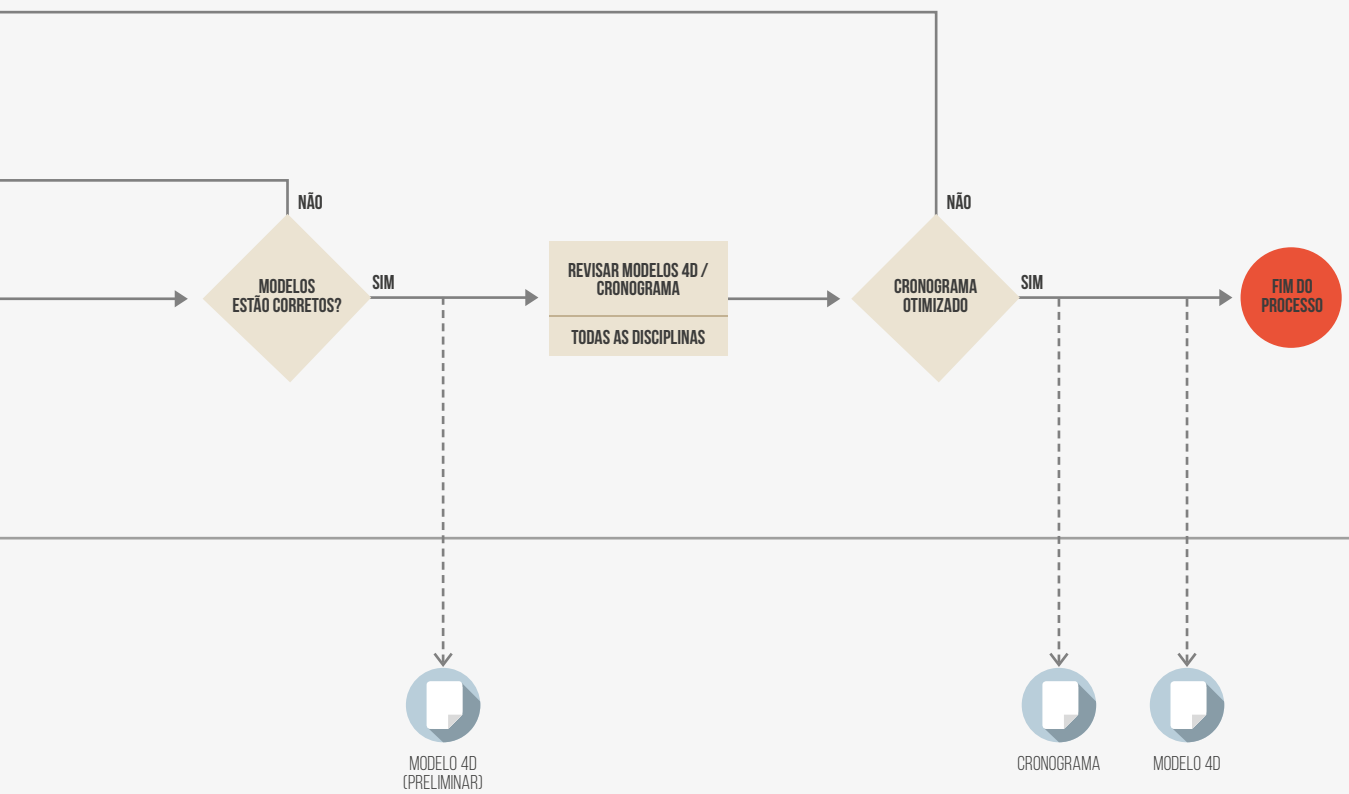 NÃO
NÃO
MODELOS
ESTÃO CORRETOS?
SIM
REVISAR MODELOS 4D /
CRONOGRAMA
TODAS AS DISCIPLINAS
CRONOGRAMA
OTIMIZADO
SIM
FIM DO
PROCESSO
MODELO 4D
(PRELIMINAR)
CRONOGRAMA
MODELO 4D